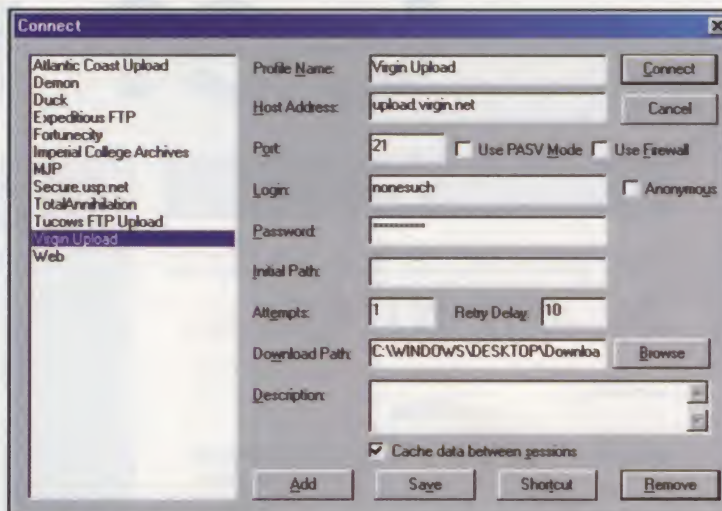 Connect
Atlantic Coast Upload
Demon
Duck
Expeditious FTP
Fortunecity
Imperial College Archives
MJP
Secure.usp.net
TotalAnnihilation
Tucows FTP Upload
Virgin Upload
Web
Profile Name: Virgin Upload
Connect
Host Address: upload.virgin.net
Cancel
Port: 21 Use PASV Mode Use Firewall
Login: nonesuch Anonymous
Password: **********
Initial Path:
Attempts: 1 Retry Delay: 10
Download Path: C:\WINDOWS\DESKTOP\Downloa Browse
Description:
Cache data between sessions
Add Save Shortcut Remove